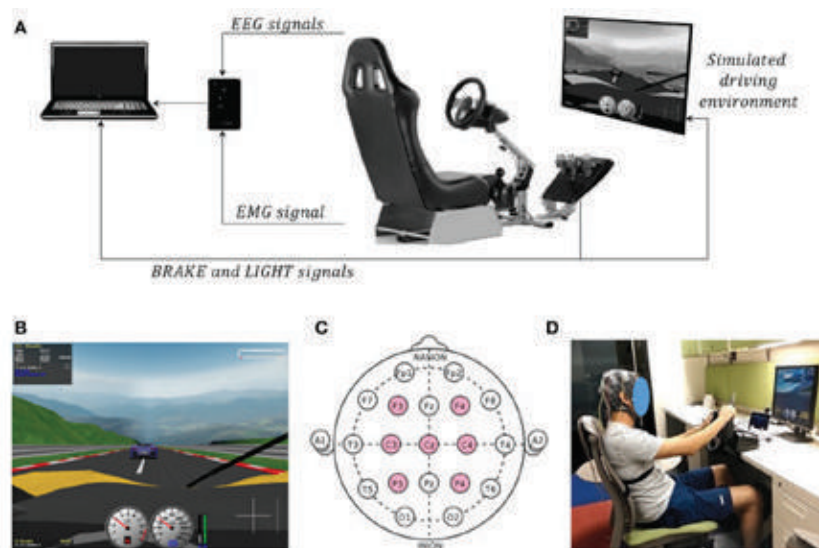 A
EEG signals
Simulated
driving
environment
EMG signal
BRAKE and LIGHT signals
B
C
D
NASION
Fp1 Fp2
F7 F3 Fz F4 F8
A1 T3 C3 Cz C4 T4 A2
T5 P3 Pz P4 T6
O1 O2
INION